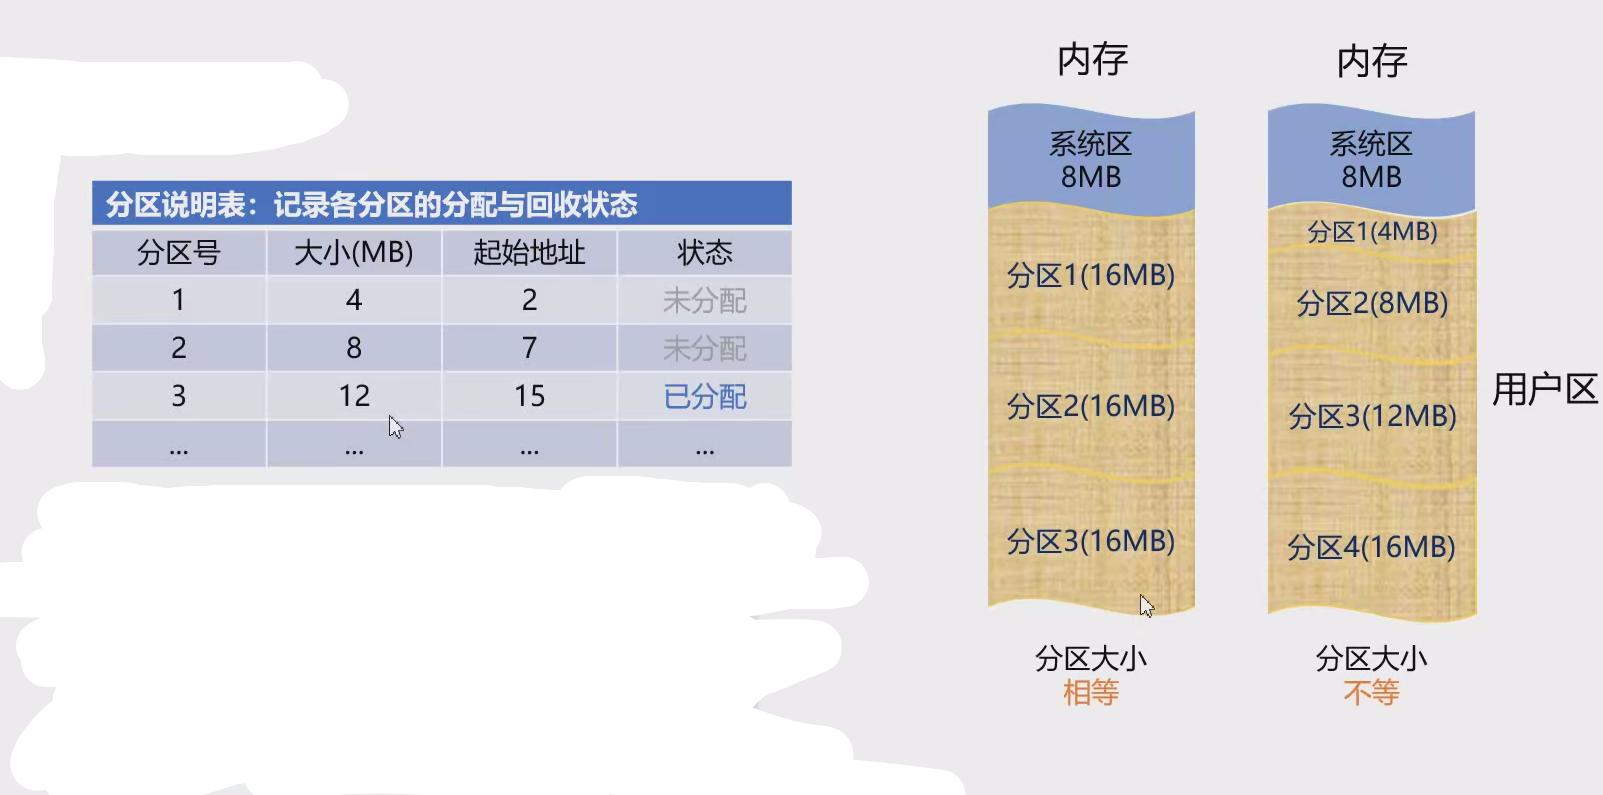 分区说明表：记录各分区的分配与回收状态
分区号 大小(MB) 起始地址 状态
1 4 2 未分配
2 8 7 未分配
3 12 15 已分配
... ... ... ...
内存
系统区
8MB
分区1(16MB)
分区2(16MB)
分区3(16MB)
分区大小
相等
内存
系统区
8MB
分区1(4MB)
分区2(8MB)
分区3(12MB)
分区4(16MB)
分区大小
不等
用户区